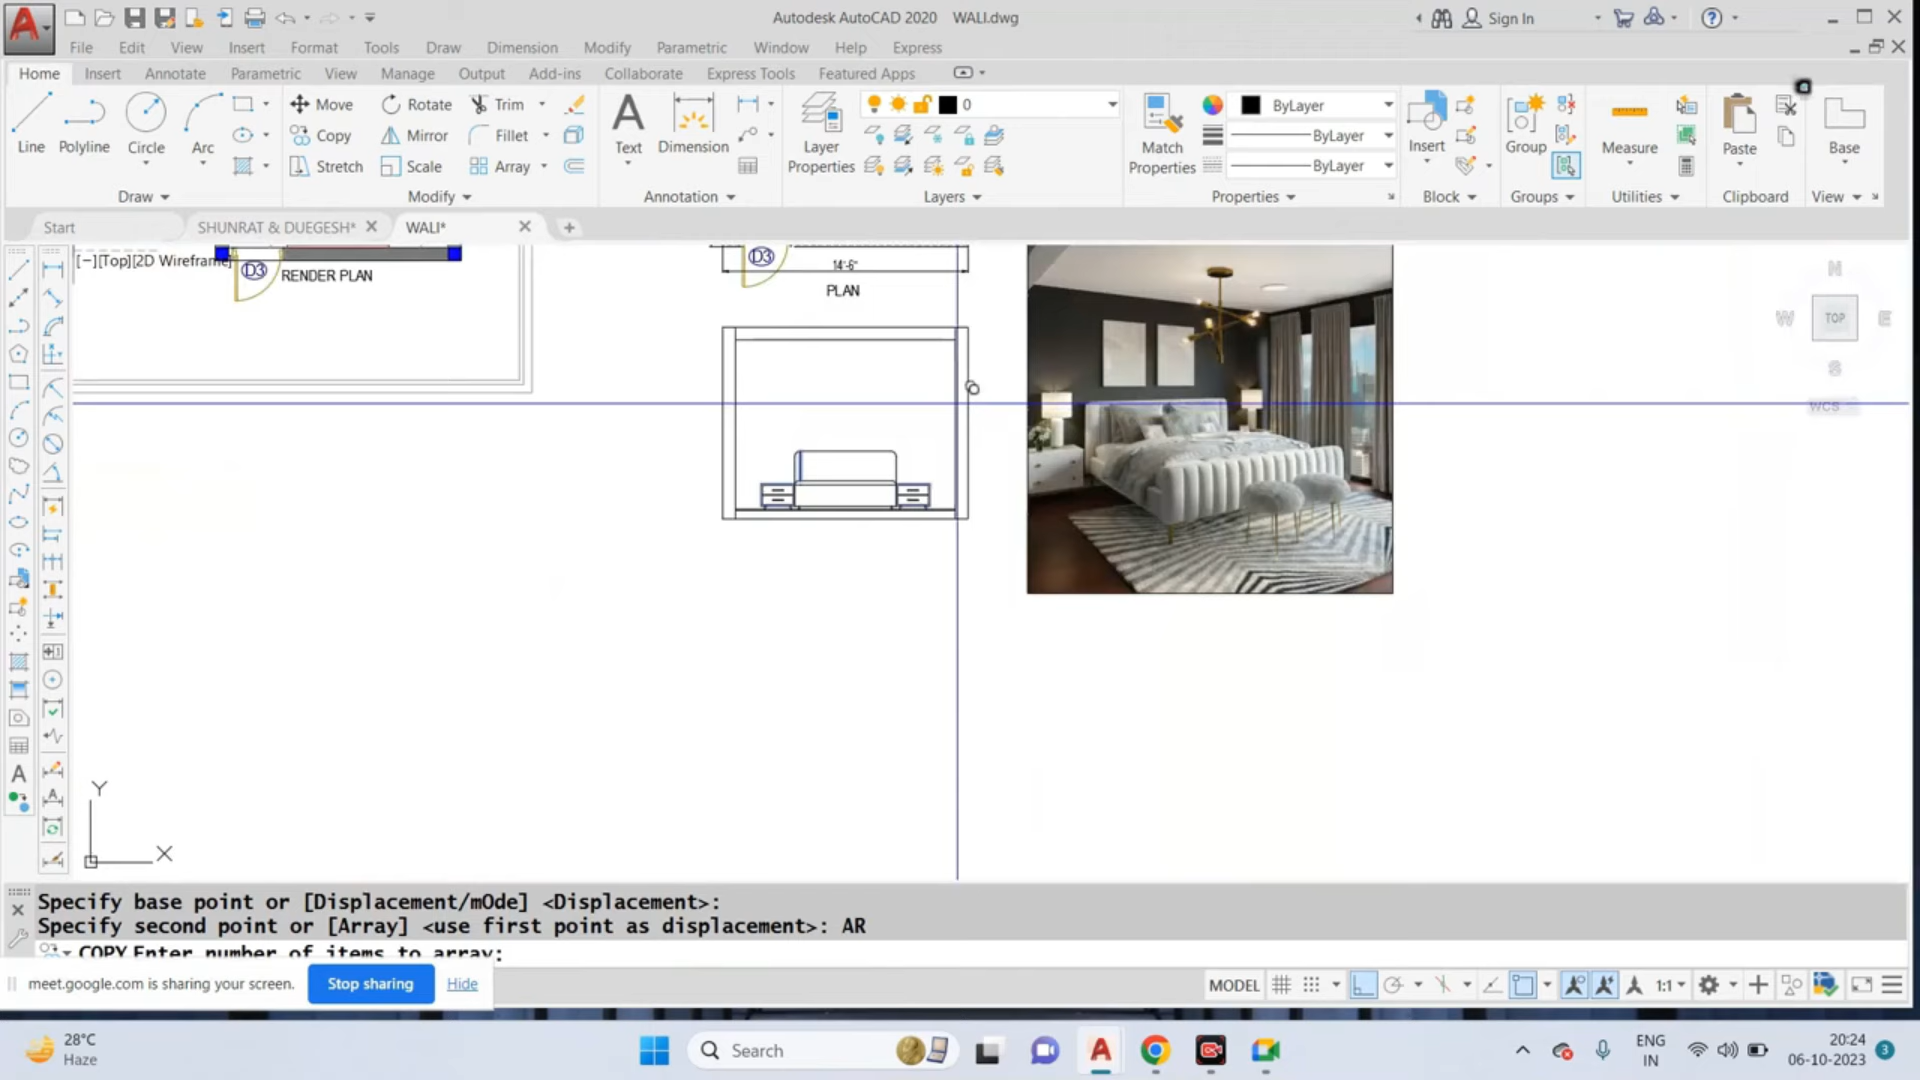 Autodesk AutoCAD 2020 WALI.dwg
Sign In
File Edit View Insert Format Tools Draw Dimension Modify Parametric Window Help Express
Home Insert Annotate Parametric View Manage Output Add-ins Collaborate Express Tools Featured Apps
Line Polyline Circle Arc
Move Rotate Trim
Copy Mirror Fillet
Stretch Scale Array
Text Dimension
Layer Properties
0
Match Properties
ByLayer
ByLayer
ByLayer
Insert
Group
Measure
Paste
Base
Draw Modify Annotation Layers Properties Block Groups Utilities Clipboard View
Start SHUNRAT & DUEGESH* WALI*
[−][Top][2D Wireframe]
D3
RENDER PLAN
D3
14'-6"
PLAN
N
W TOP E
S
WCS
Y
X
Specify base point or [Displacement/mOde] <Displacement>:
Specify second point or [Array] <use first point as displacement>: AR
COPY Enter number of items to array:
meet.google.com is sharing your screen. Stop sharing Hide
MODEL 1:1
28°C
Haze
Search
ENG
IN
20:24
06-10-2023
3